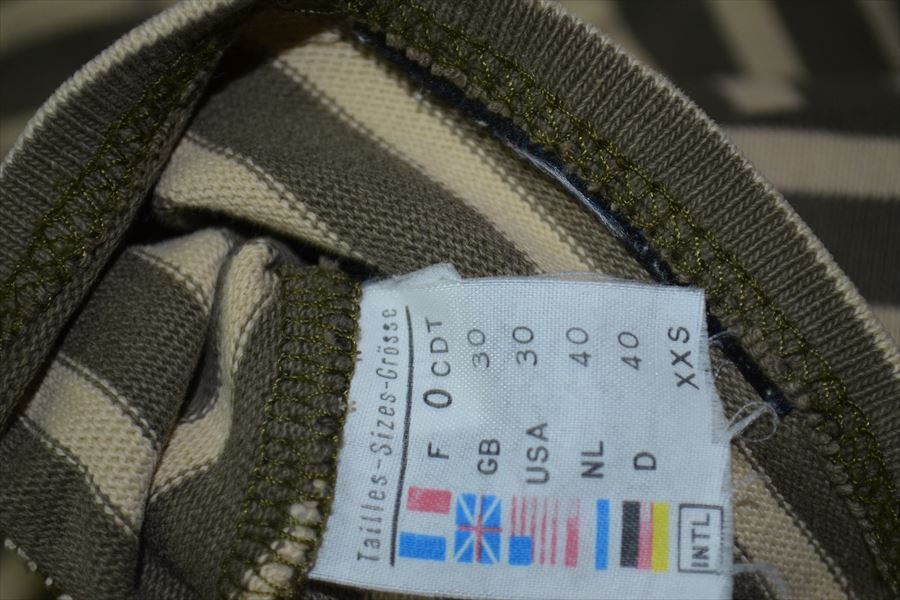 Tailles-Sizes-Grösse
F 0 CDT
GB 30
USA 30
NL 40
D 40
INTL XXS